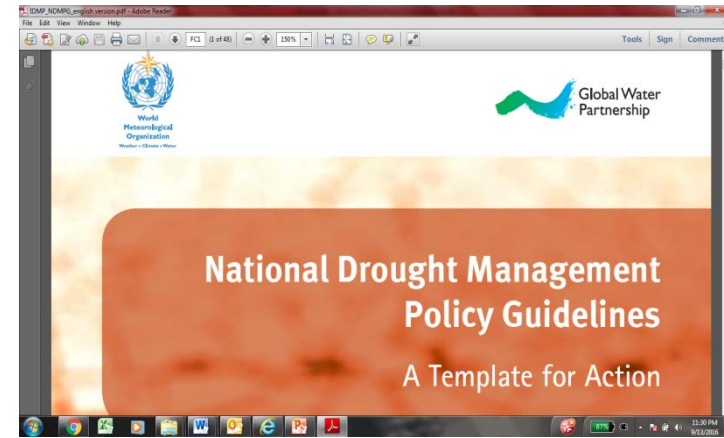 IDMP_NDMPG_english version.pdf - Adobe Reader
File Edit View Window Help
FC1 (1 of 48) 150% Tools Sign Comment
World
Meteorological
Organization
Weather • Climate • Water
Global Water
Partnership
National Drought Management
Policy Guidelines
A Template for Action
87%
11:30 PM
9/13/2016